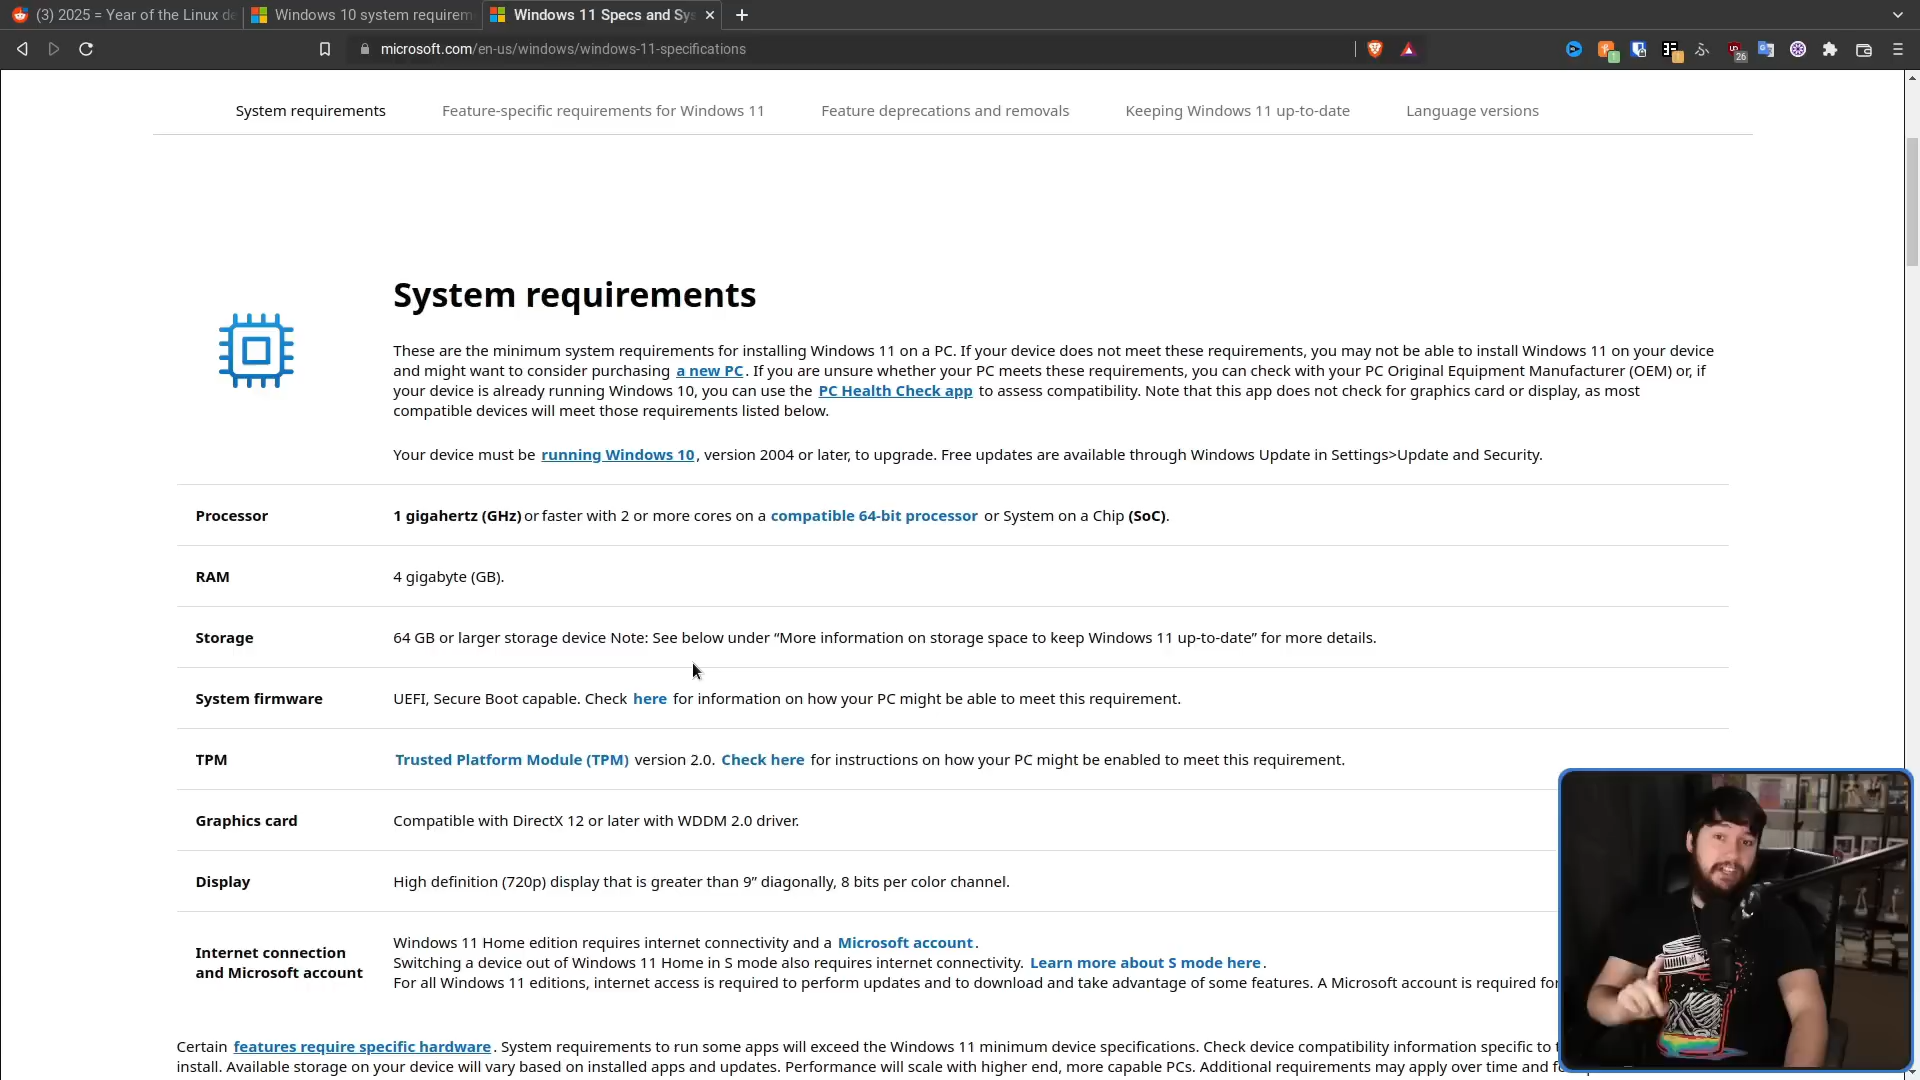 (3) 2025 = Year of the Linux de
Windows 10 system requirem
Windows 11 Specs and Sys
microsoft.com/en-us/windows/windows-11-specifications
1
26
System requirements
Feature-specific requirements for Windows 11
Feature deprecations and removals
Keeping Windows 11 up-to-date
Language versions
System requirements
These are the minimum system requirements for installing Windows 11 on a PC. If your device does not meet these requirements, you may not be able to install Windows 11 on your device
and might want to consider purchasing a new PC. If you are unsure whether your PC meets these requirements, you can check with your PC Original Equipment Manufacturer (OEM) or, if
your device is already running Windows 10, you can use the PC Health Check app to assess compatibility. Note that this app does not check for graphics card or display, as most
compatible devices will meet those requirements listed below.
Your device must be running Windows 10, version 2004 or later, to upgrade. Free updates are available through Windows Update in Settings>Update and Security.
Processor
1 gigahertz (GHz) or faster with 2 or more cores on a compatible 64-bit processor or System on a Chip (SoC).
RAM
4 gigabyte (GB).
Storage
64 GB or larger storage device Note: See below under “More information on storage space to keep Windows 11 up-to-date” for more details.
System firmware
UEFI, Secure Boot capable. Check here for information on how your PC might be able to meet this requirement.
TPM
Trusted Platform Module (TPM) version 2.0. Check here for instructions on how your PC might be enabled to meet this requirement.
Graphics card
Compatible with DirectX 12 or later with WDDM 2.0 driver.
Display
High definition (720p) display that is greater than 9” diagonally, 8 bits per color channel.
Internet connection
and Microsoft account
Windows 11 Home edition requires internet connectivity and a Microsoft account.
Switching a device out of Windows 11 Home in S mode also requires internet connectivity. Learn more about S mode here.
For all Windows 11 editions, internet access is required to perform updates and to download and take advantage of some features. A Microsoft account is required for
Certain features require specific hardware. System requirements to run some apps will exceed the Windows 11 minimum device specifications. Check device compatibility information specific to
install. Available storage on your device will vary based on installed apps and updates. Performance will scale with higher end, more capable PCs. Additional requirements may apply over time and